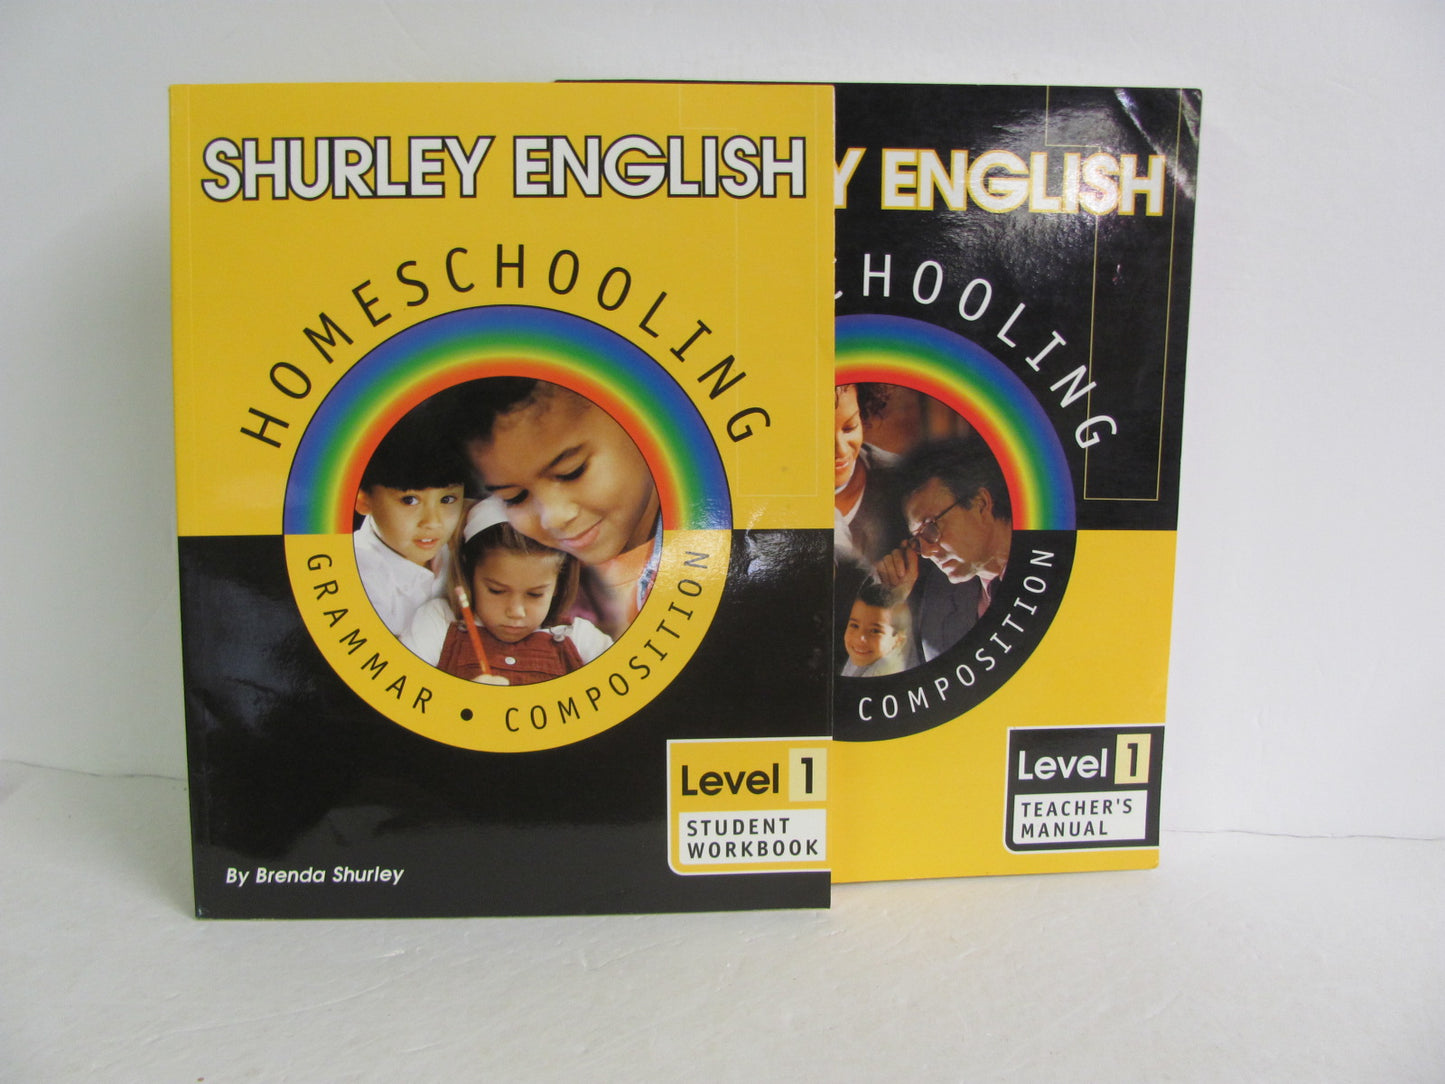 SHURLEY ENGLISH
HOMESCHOOLING
GRAMMAR • COMPOSITION
Level 1
STUDENT
WORKBOOK
By Brenda Shurley
Y ENGLISH
CHOOLING
COMPOSITION
Level 1
TEACHER'S
MANUAL